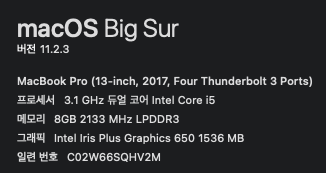 macOS Big Sur
버전 11.2.3
MacBook Pro (13-inch, 2017, Four Thunderbolt 3 Ports)
프로세서 3.1 GHz 듀얼 코어 Intel Core i5
메모리 8GB 2133 MHz LPDDR3
그래픽 Intel Iris Plus Graphics 650 1536 MB
일련 번호 C02W66SQHV2M